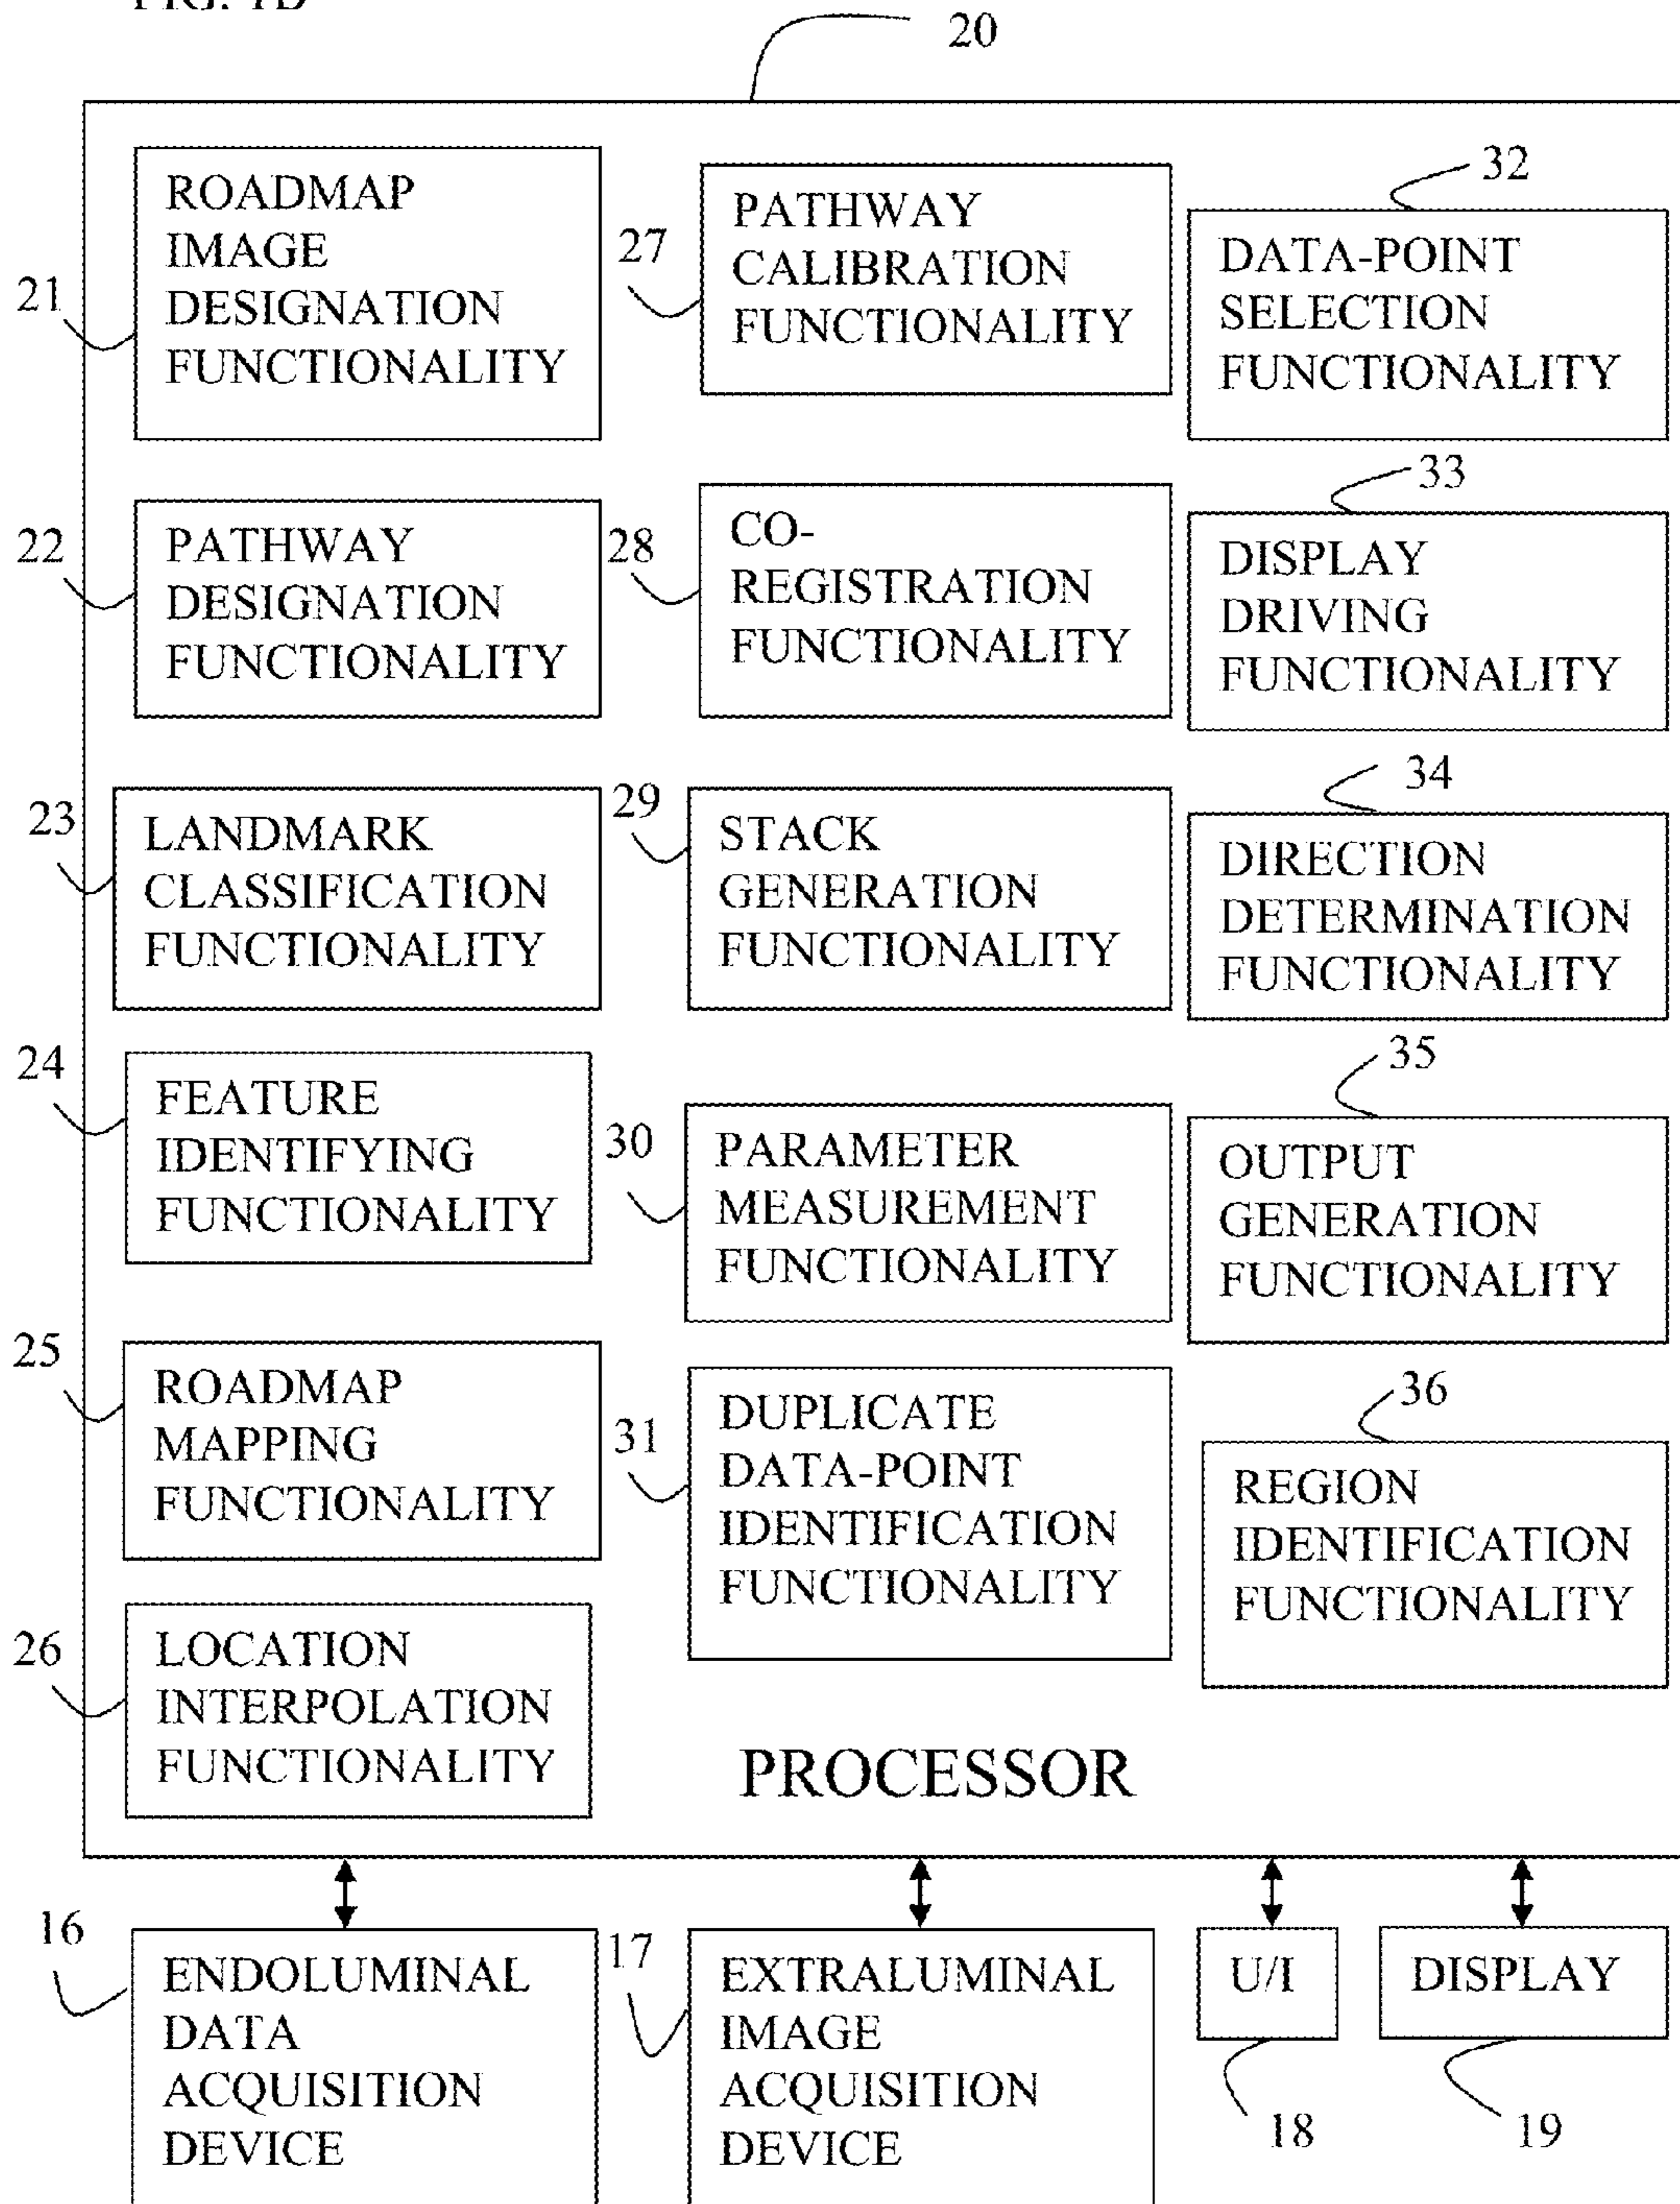 20
21
ROADMAP
IMAGE
DESIGNATION
FUNCTIONALITY
22
PATHWAY
DESIGNATION
FUNCTIONALITY
23
LANDMARK
CLASSIFICATION
FUNCTIONALITY
24
FEATURE
IDENTIFYING
FUNCTIONALITY
25
ROADMAP
MAPPING
FUNCTIONALITY
26
LOCATION
INTERPOLATION
FUNCTIONALITY
27
PATHWAY
CALIBRATION
FUNCTIONALITY
28
CO-
REGISTRATION
FUNCTIONALITY
29
STACK
GENERATION
FUNCTIONALITY
30
PARAMETER
MEASUREMENT
FUNCTIONALITY
31
DUPLICATE
DATA-POINT
IDENTIFICATION
FUNCTIONALITY
32
DATA-POINT
SELECTION
FUNCTIONALITY
33
DISPLAY
DRIVING
FUNCTIONALITY
34
DIRECTION
DETERMINATION
FUNCTIONALITY
35
OUTPUT
GENERATION
FUNCTIONALITY
36
REGION
IDENTIFICATION
FUNCTIONALITY
PROCESSOR
16
ENDOLUMINAL
DATA
ACQUISITION
DEVICE
17
EXTRALUMINAL
IMAGE
ACQUISITION
DEVICE
U/I
18
DISPLAY
19